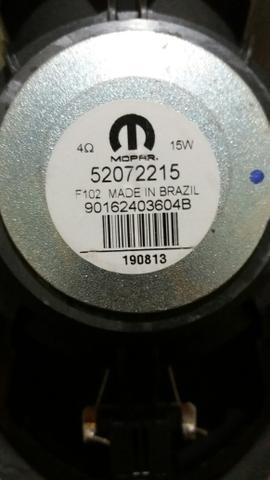 4Ω 15W
MOPAR.
52072215
F102 MADE IN BRAZIL
90162403604B
190813